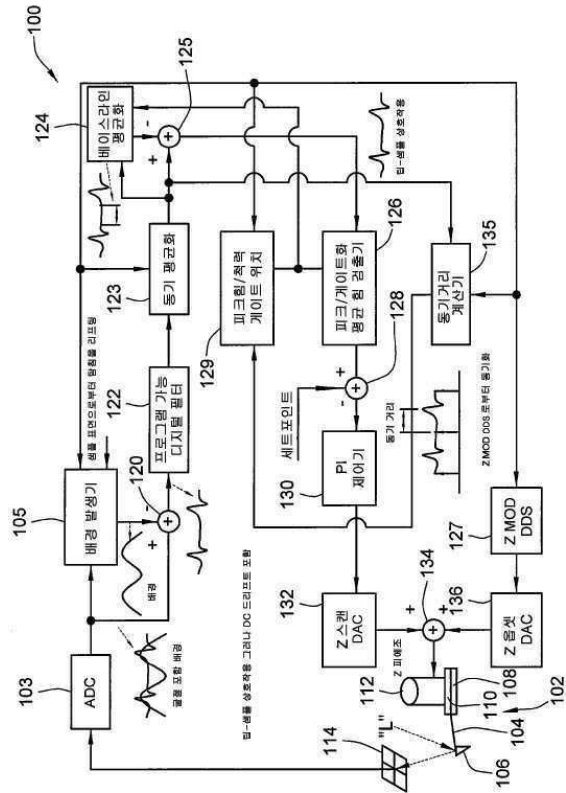 100
105
배경 발생기
샘플 표면으로부터 탐침을 리프팅
124
베이스라인
평균화
125
+
-
+
103
ADC
굴절 포함 배경
배경
-
+
120
122
프로그램 가능
디지털 필터
123
동기 평균화
팁-샘플 상호작용 그러나 DC 드리프트 포함
129
피크힘/척력
게이트 위치
팁-샘플 상호작용
126
피크/게이트화
평균 힘 검출기
세트포인트
+
-
+
128
130
PI
제어기
동기 거리
Z.MOD DDS 로부터 동기화
135
동기거리
계산기
132
Z 스캔
DAC
+
+
+
134
136
Z 옵셋
DAC
127
Z MOD
DDS
Z 피에조
112
114
"L"
106
104
110
108
102